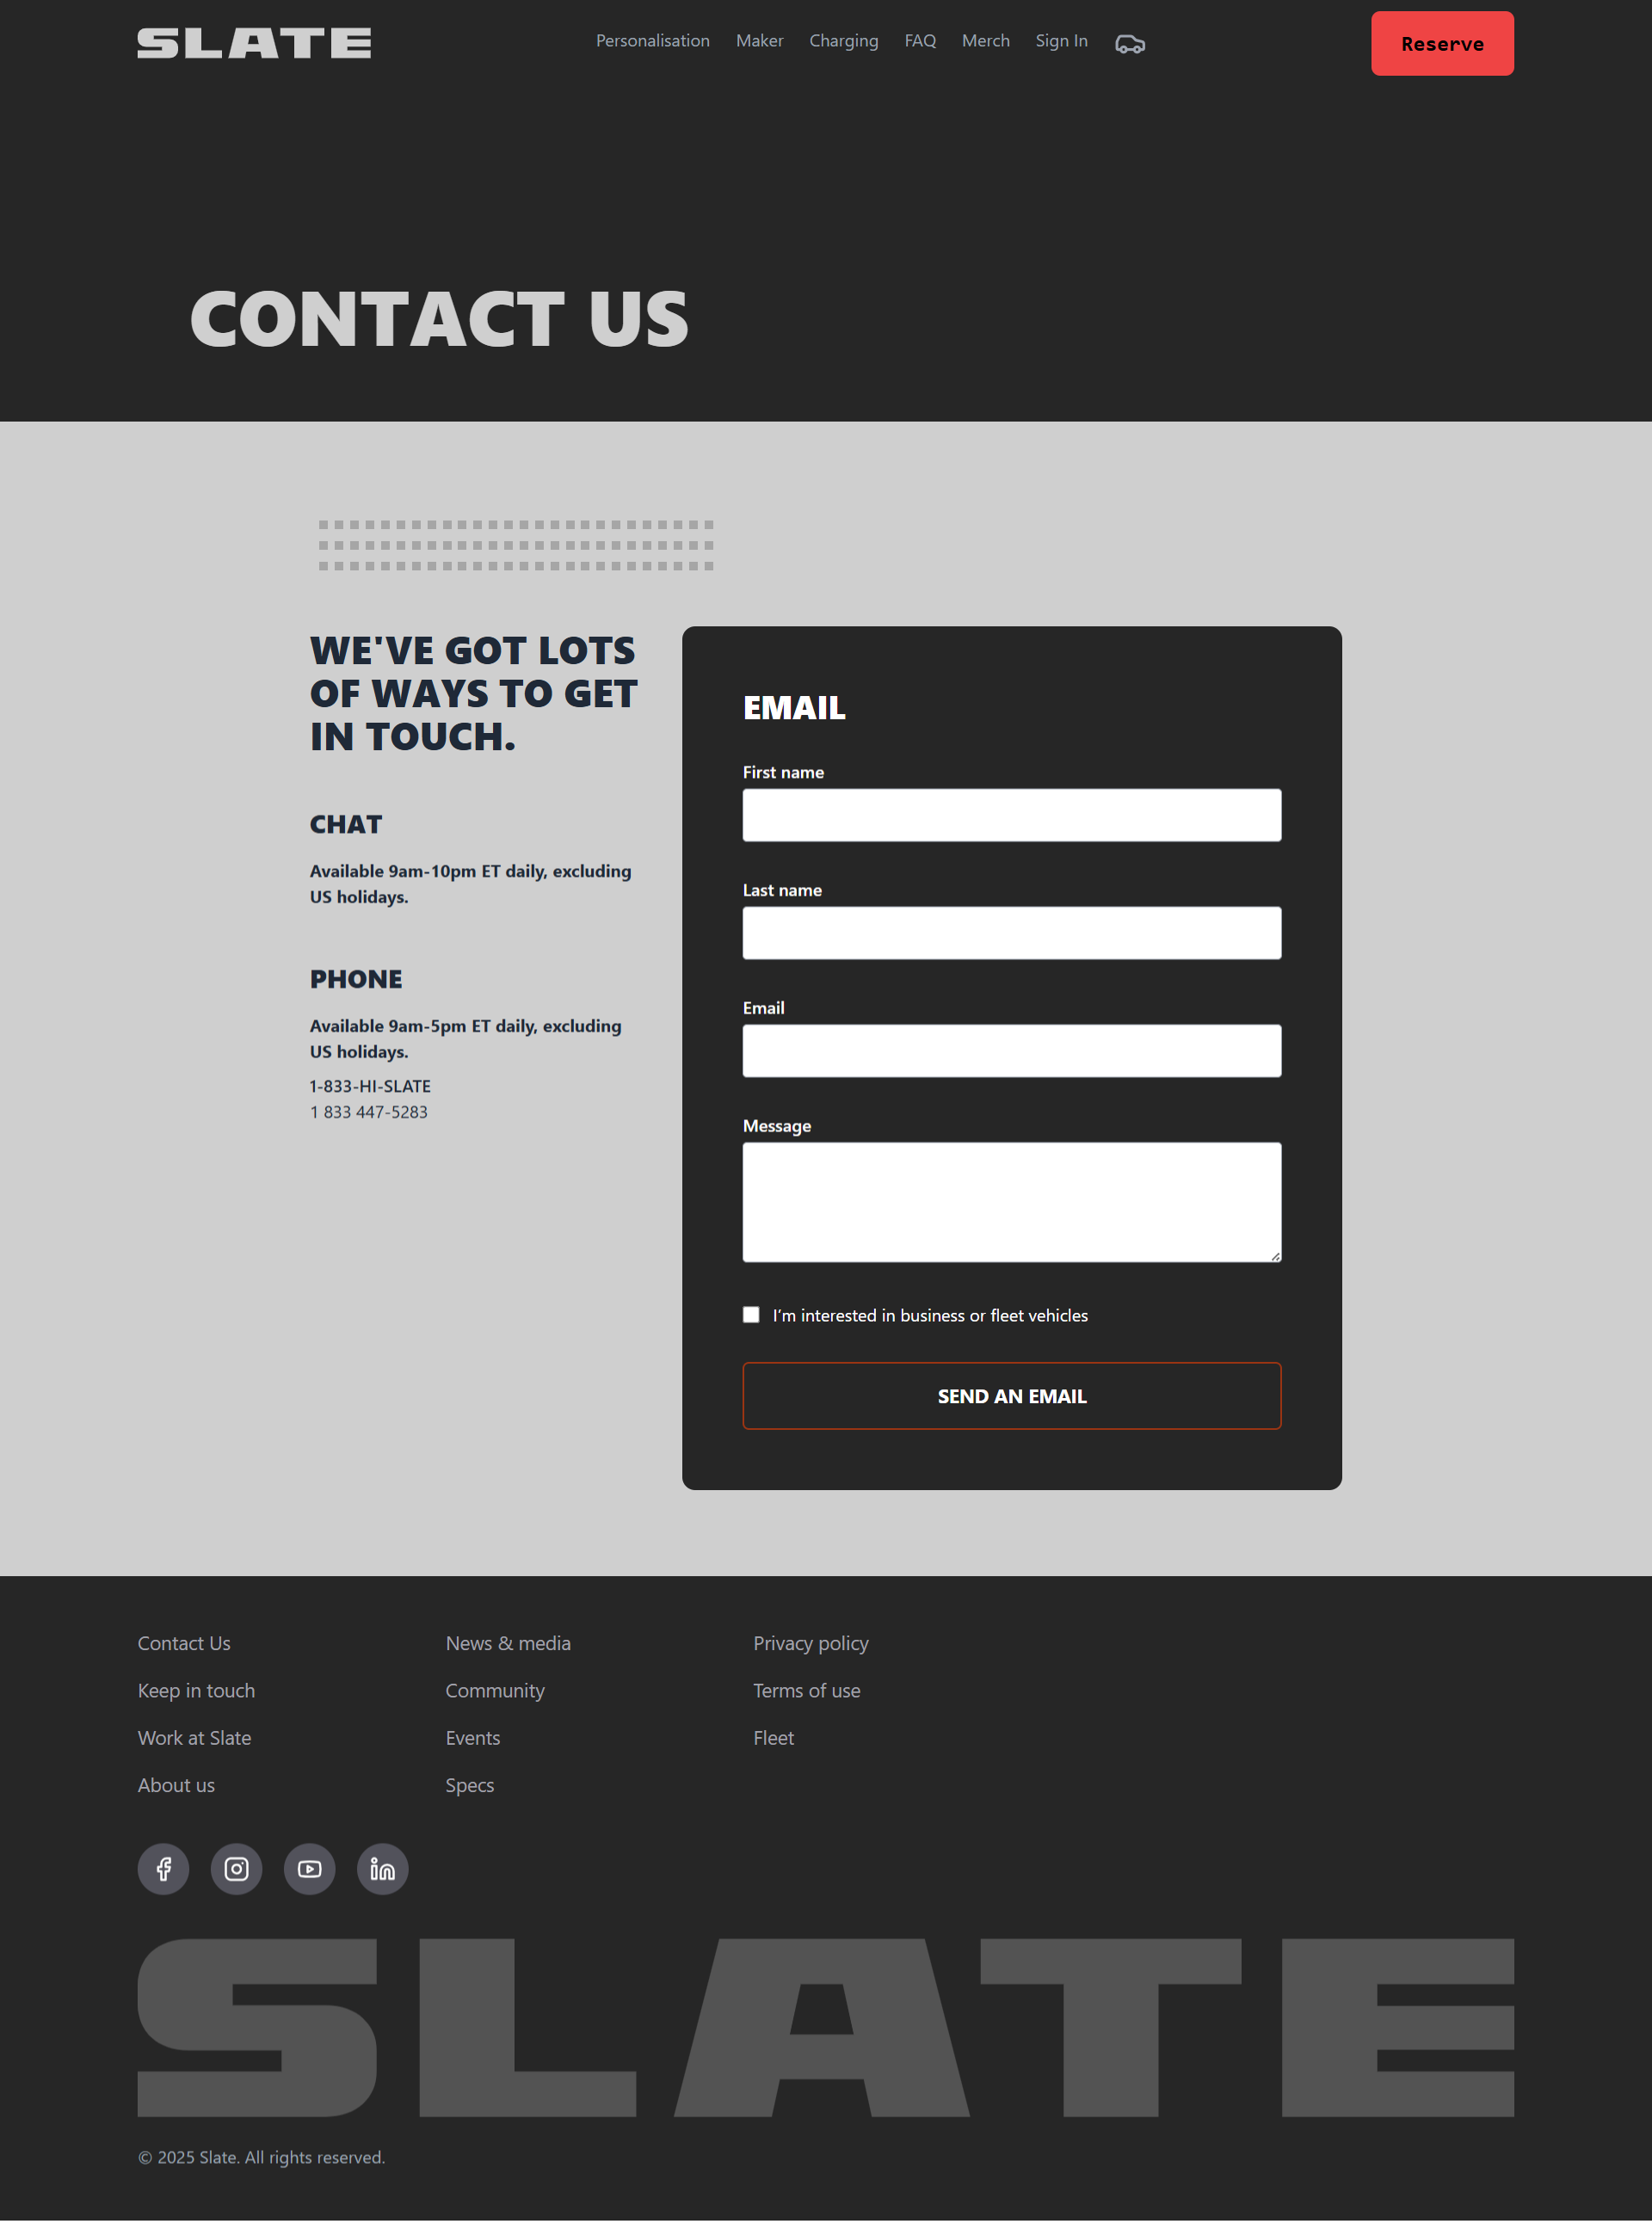 SLATE
Personalisation Maker Charging FAQ Merch Sign In
Reserve
CONTACT US
WE'VE GOT LOTS
OF WAYS TO GET
IN TOUCH.
CHAT
Available 9am-10pm ET daily, excluding
US holidays.
PHONE
Available 9am-5pm ET daily, excluding
US holidays.
1-833-HI-SLATE
1 833 447-5283
EMAIL
First name
Last name
Email
Message
I’m interested in business or fleet vehicles
SEND AN EMAIL
Contact Us
Keep in touch
Work at Slate
About us
News & media
Community
Events
Specs
Privacy policy
Terms of use
Fleet
SLATE
© 2025 Slate. All rights reserved.